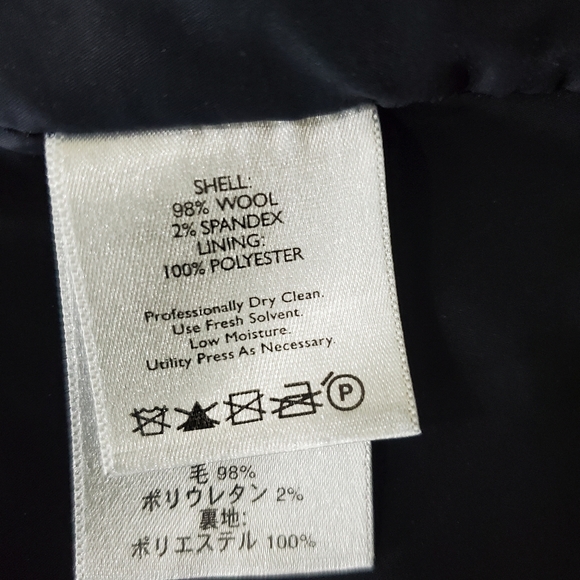 SHELL:
98% WOOL
2% SPANDEX
LINING:
100% POLYESTER
Professionally Dry Clean.
Use Fresh Solvent.
Low Moisture.
Utility Press As Necessary.
P
毛 98%
ポリウレタン 2%
裏地:
ポリエステル 100%